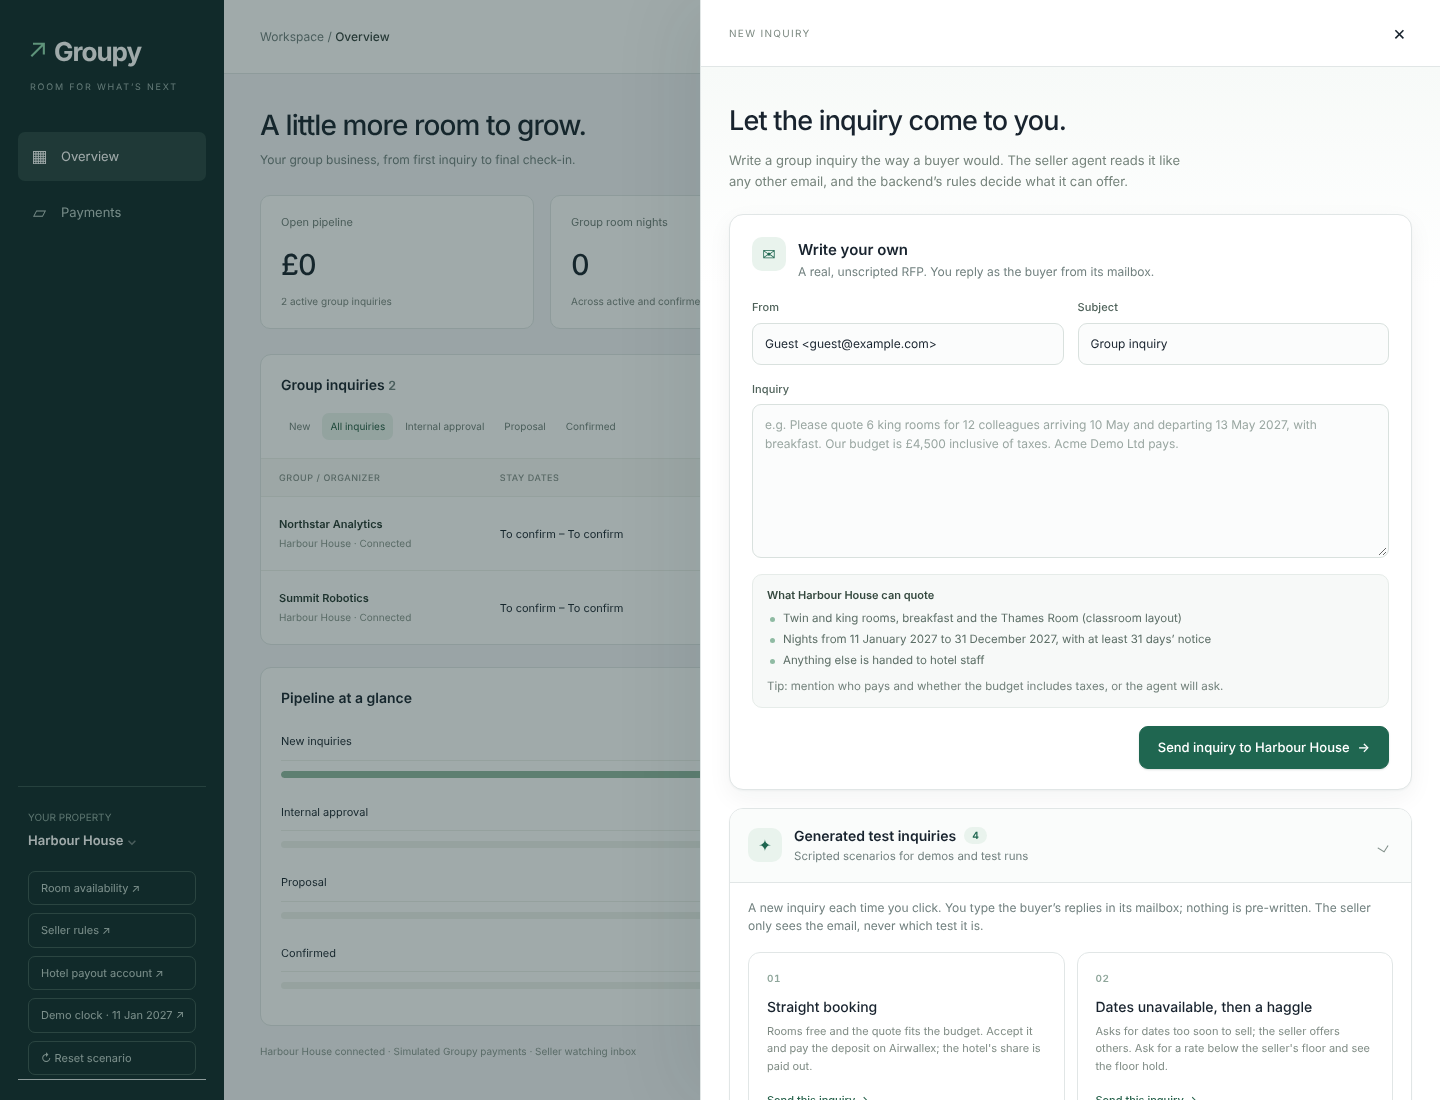 Groupy
ROOM FOR WHAT'S NEXT
Overview
Payments
YOUR PROPERTY
Harbour House
Room availability ↗
Seller rules ↗
Hotel payout account ↗
Demo clock · 11 Jan 2027 ↗
↻ Reset scenario
Workspace / Overview
A little more room to grow.
Your group business, from first inquiry to final check-in.
Open pipeline
£0
2 active group inquiries
Group room nights
0
Across active and confirme
Group inquiries 2
New
All inquiries
Internal approval
Proposal
Confirmed
GROUP / ORGANIZER
STAY DATES
Northstar Analytics
Harbour House · Connected
To confirm – To confirm
Summit Robotics
Harbour House · Connected
To confirm – To confirm
Pipeline at a glance
New inquiries
Internal approval
Proposal
Confirmed
Harbour House connected · Simulated Groupy payments · Seller watching inbox
NEW INQUIRY
Let the inquiry come to you.
Write a group inquiry the way a buyer would. The seller agent reads it like
any other email, and the backend’s rules decide what it can offer.
Write your own
A real, unscripted RFP. You reply as the buyer from its mailbox.
From
Guest <guest@example.com>
Subject
Group inquiry
Inquiry
e.g. Please quote 6 king rooms for 12 colleagues arriving 10 May and departing 13 May 2027, with
breakfast. Our budget is £4,500 inclusive of taxes. Acme Demo Ltd pays.
What Harbour House can quote
Twin and king rooms, breakfast and the Thames Room (classroom layout)
Nights from 11 January 2027 to 31 December 2027, with at least 31 days’ notice
Anything else is handed to hotel staff
Tip: mention who pays and whether the budget includes taxes, or the agent will ask.
Send inquiry to Harbour House →
Generated test inquiries 4
Scripted scenarios for demos and test runs
A new inquiry each time you click. You type the buyer’s replies in its mailbox; nothing is pre-written. The seller
only sees the email, never which test it is.
01
Straight booking
Rooms free and the quote fits the budget. Accept it
and pay the deposit on Airwallex; the hotel's share is
paid out.
Send this inquiry →
02
Dates unavailable, then a haggle
Asks for dates too soon to sell; the seller offers
others. Ask for a rate below the seller's floor and see
the floor hold.
Send this inquiry →